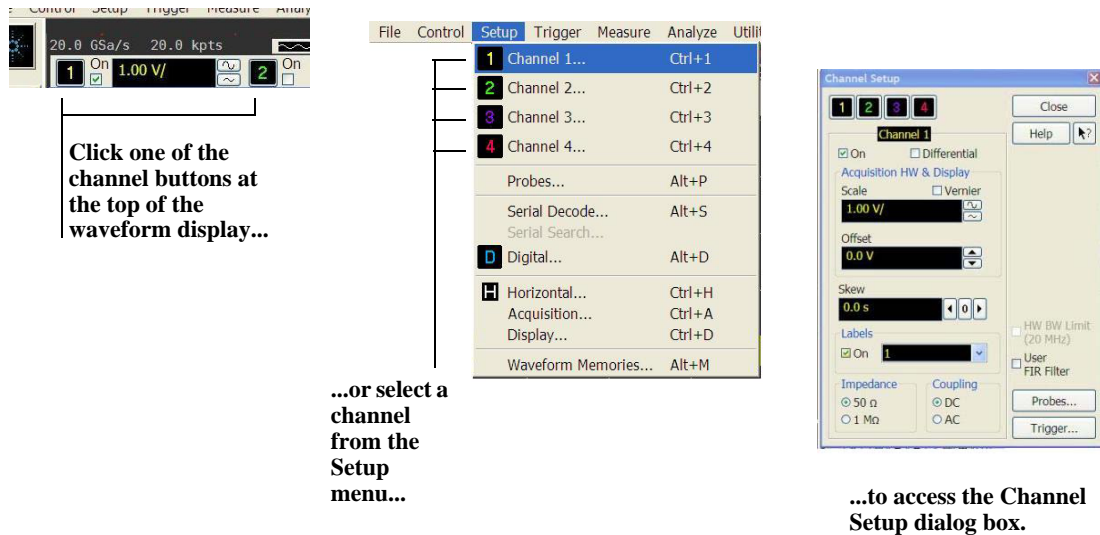 Control Setup Trigger Measure
20.0 GSa/s 20.0 kpts
1 On 1.00 V/ 2 On
Click one of the
channel buttons at
the top of the
waveform display...
File Control Setup Trigger Measure Analyze
1 Channel 1... Ctrl+1
2 Channel 2... Ctrl+2
3 Channel 3... Ctrl+3
4 Channel 4... Ctrl+4
Probes... Alt+P
Serial Decode... Alt+S
Serial Search...
D Digital... Alt+D
H Horizontal... Ctrl+H
Acquisition... Ctrl+A
Display... Ctrl+D
Waveform Memories... Alt+M
...or select a
channel
from the
Setup
menu...
Channel Setup
1 2 3 4 Close
Channel 1 Help ?
On Differential
Acquisition HW & Display
Scale Vernier
1.00 V/
Offset
0.0 V
Skew
0.0 s 0
Labels
On 1
HW BW Limit
(20 MHz)
User
FIR Filter
Impedance Coupling
50 Ω DC
1 MΩ AC
Probes...
Trigger...
...to access the Channel
Setup dialog box.